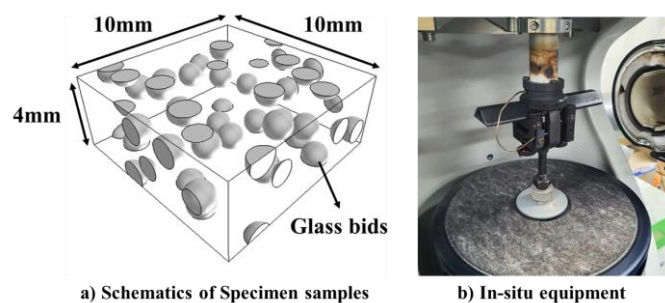 10mm
10mm
4mm
Glass bids
a) Schematics of Specimen samples
b) In-situ equipment